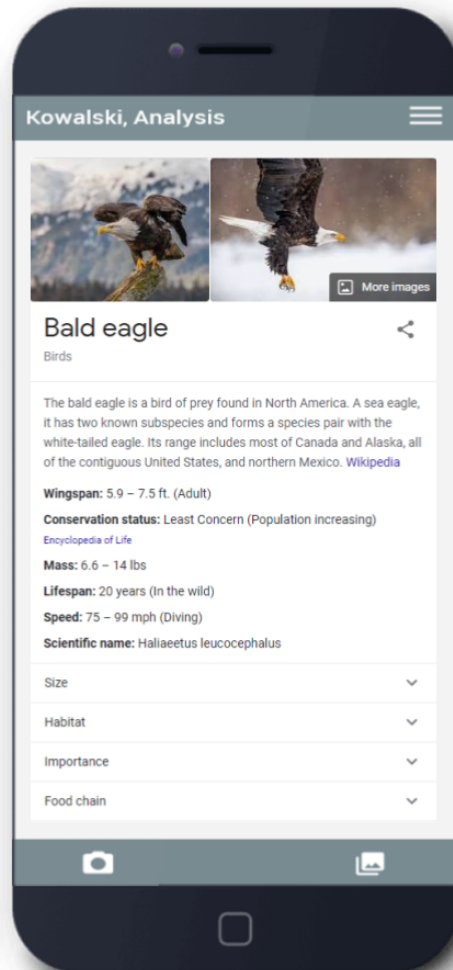 Kowalski, Analysis
More images
Bald eagle
Birds
The bald eagle is a bird of prey found in North America. A sea eagle,
it has two known subspecies and forms a species pair with the
white-tailed eagle. Its range includes most of Canada and Alaska, all
of the contiguous United States, and northern Mexico. Wikipedia
Wingspan: 5.9 – 7.5 ft. (Adult)
Conservation status: Least Concern (Population increasing)
Encyclopedia of Life
Mass: 6.6 – 14 lbs
Lifespan: 20 years (In the wild)
Speed: 75 – 99 mph (Diving)
Scientific name: Haliaeetus leucocephalus
Size
Habitat
Importance
Food chain